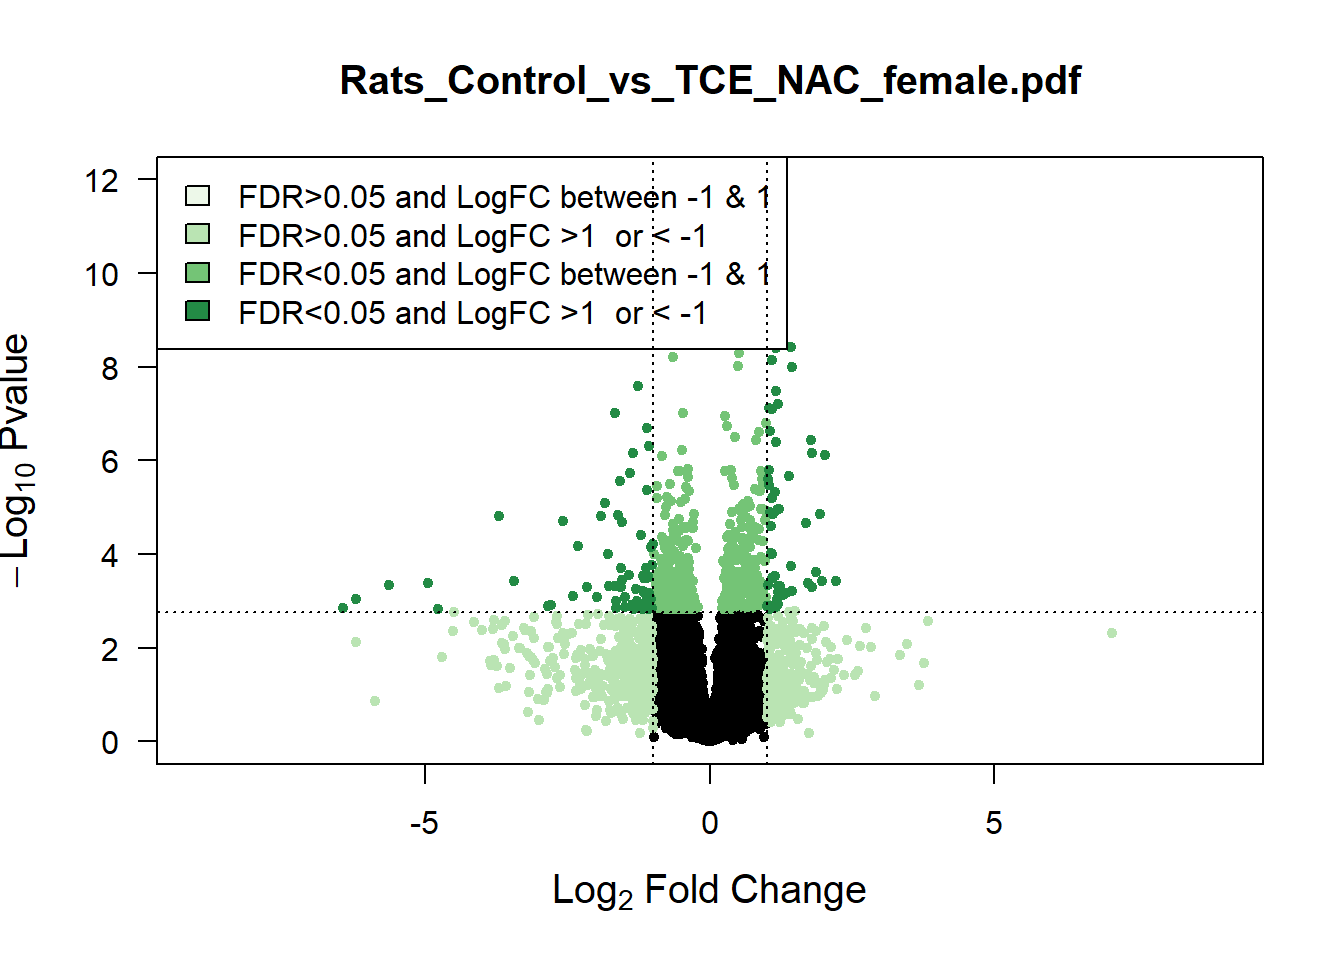 Rats_Control_vs_TCE_NAC_female.pdf
FDR>0.05 and LogFC between -1 & 1
FDR>0.05 and LogFC >1  or < -1
FDR<0.05 and LogFC between -1 & 1
FDR<0.05 and LogFC >1  or < -1
12
10
8
6
4
2
0
−Log10 Pvalue
-5 0 5
Log2 Fold Change